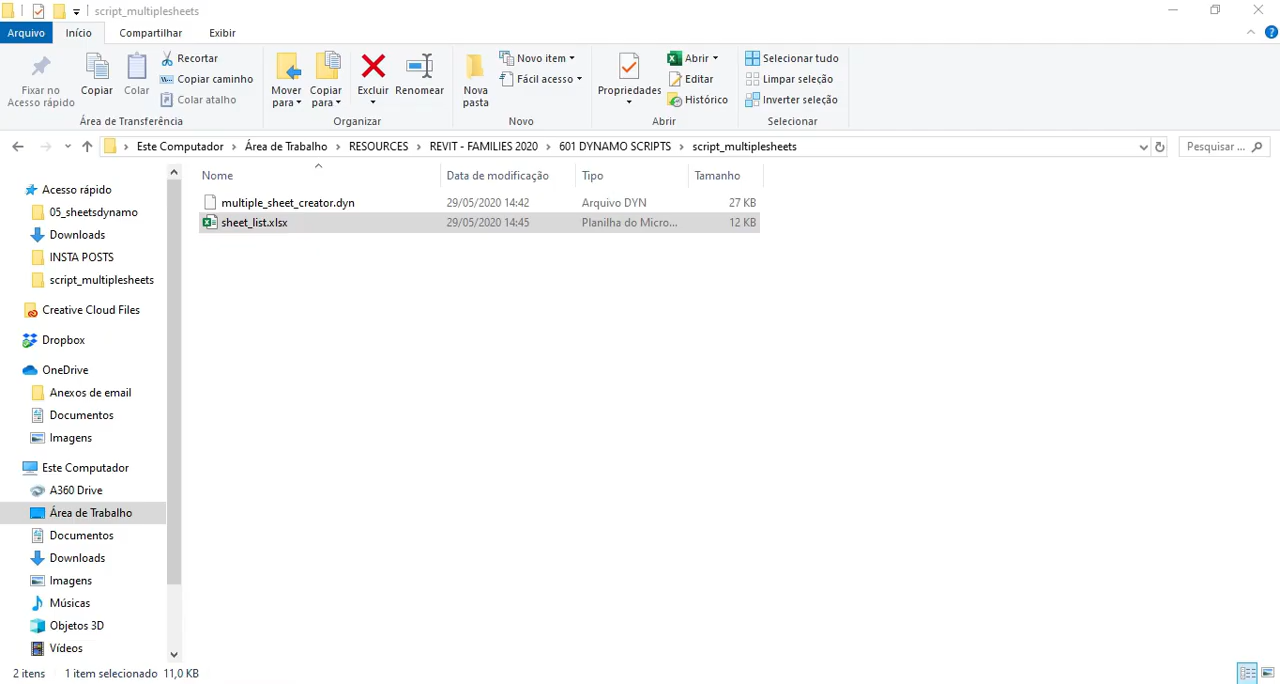 script_multiplesheets
Arquivo Início Compartilhar Exibir
Fixar no Acesso rápido
Copiar
Colar
Recortar
Copiar caminho
Colar atalho
Área de Transferência
Mover para
Copiar para
Excluir
Renomear
Organizar
Nova pasta
Novo item
Fácil acesso
Novo
Propriedades
Abrir
Editar
Histórico
Abrir
Selecionar tudo
Limpar seleção
Inverter seleção
Selecionar
Este Computador > Área de Trabalho > RESOURCES > REVIT - FAMILIES 2020 > 601 DYNAMO SCRIPTS > script_multiplesheets
Pesquisar ...
Nome Data de modificação Tipo Tamanho
multiple_sheet_creator.dyn 29/05/2020 14:42 Arquivo DYN 27 KB
sheet_list.xlsx 29/05/2020 14:45 Planilha do Micro... 12 KB
Acesso rápido
05_sheetsdynamo
Downloads
INSTA POSTS
script_multiplesheets
Creative Cloud Files
Dropbox
OneDrive
Anexos de email
Documentos
Imagens
Este Computador
A360 Drive
Área de Trabalho
Documentos
Downloads
Imagens
Músicas
Objetos 3D
Vídeos
2 itens 1 item selecionado 11,0 KB